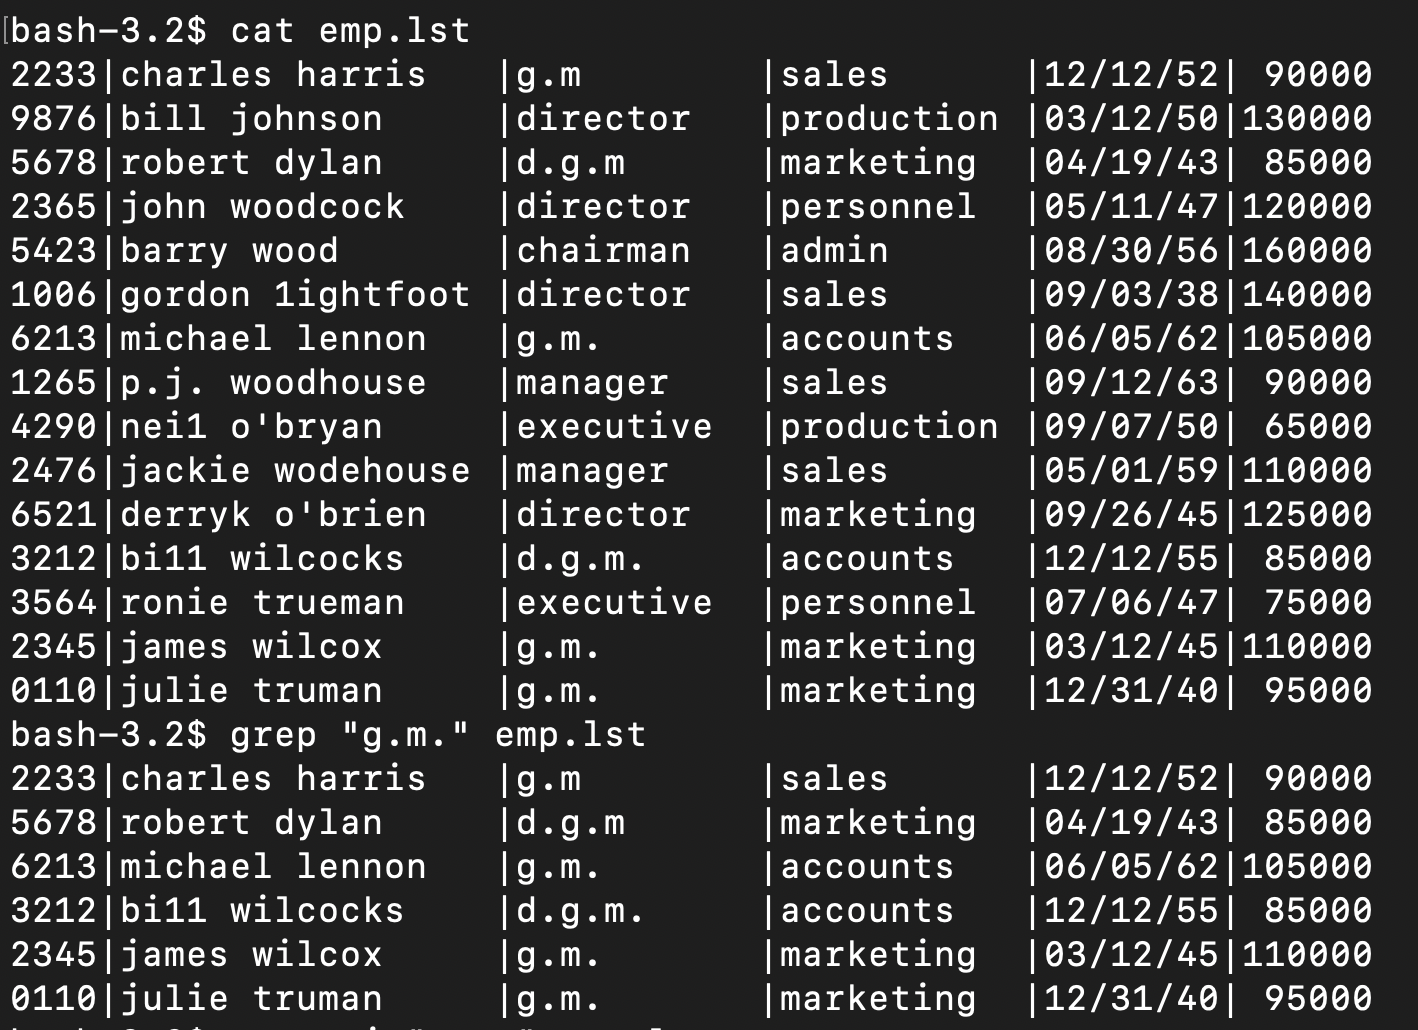 bash-3.2$ cat emp.lst
2233|charles harris   |g.m        |sales      |12/12/52| 90000
9876|bill johnson     |director   |production |03/12/50|130000
5678|robert dylan     |d.g.m      |marketing  |04/19/43| 85000
2365|john woodcock    |director   |personnel  |05/11/47|120000
5423|barry wood       |chairman   |admin      |08/30/56|160000
1006|gordon 1ightfoot |director   |sales      |09/03/38|140000
6213|michael lennon   |g.m.       |accounts   |06/05/62|105000
1265|p.j. woodhouse   |manager    |sales      |09/12/63| 90000
4290|nei1 o'bryan     |executive  |production |09/07/50| 65000
2476|jackie wodehouse |manager    |sales      |05/01/59|110000
6521|derryk o'brien   |director   |marketing  |09/26/45|125000
3212|bi11 wilcocks    |d.g.m.     |accounts   |12/12/55| 85000
3564|ronie trueman    |executive  |personnel  |07/06/47| 75000
2345|james wilcox     |g.m.       |marketing  |03/12/45|110000
0110|julie truman     |g.m.       |marketing  |12/31/40| 95000
bash-3.2$ grep "g.m." emp.lst
2233|charles harris   |g.m        |sales      |12/12/52| 90000
5678|robert dylan     |d.g.m      |marketing  |04/19/43| 85000
6213|michael lennon   |g.m.       |accounts   |06/05/62|105000
3212|bi11 wilcocks    |d.g.m.     |accounts   |12/12/55| 85000
2345|james wilcox     |g.m.       |marketing  |03/12/45|110000
0110|julie truman     |g.m.       |marketing  |12/31/40| 95000